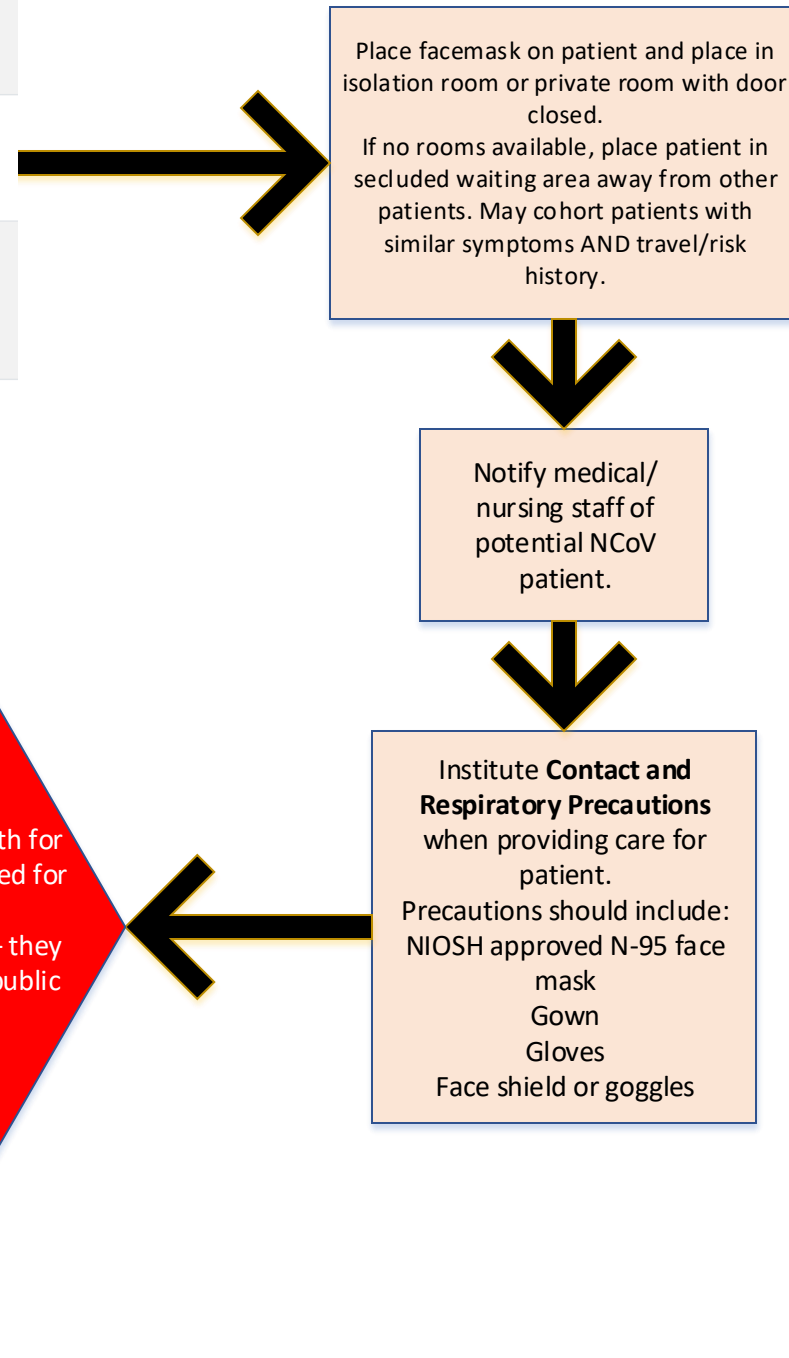 Place facemask on patient and place in
isolation room or private room with door
closed.
If no rooms available, place patient in
secluded waiting area away from other
patients. May cohort patients with
similar symptoms AND travel/risk
history.
Notify medical/
nursing staff of
potential NCoV
patient.
Institute Contact and
Respiratory Precautions
when providing care for
patient.
Precautions should include:
NIOSH approved N-95 face
mask
Gown
Gloves
Face shield or goggles
for
for
they